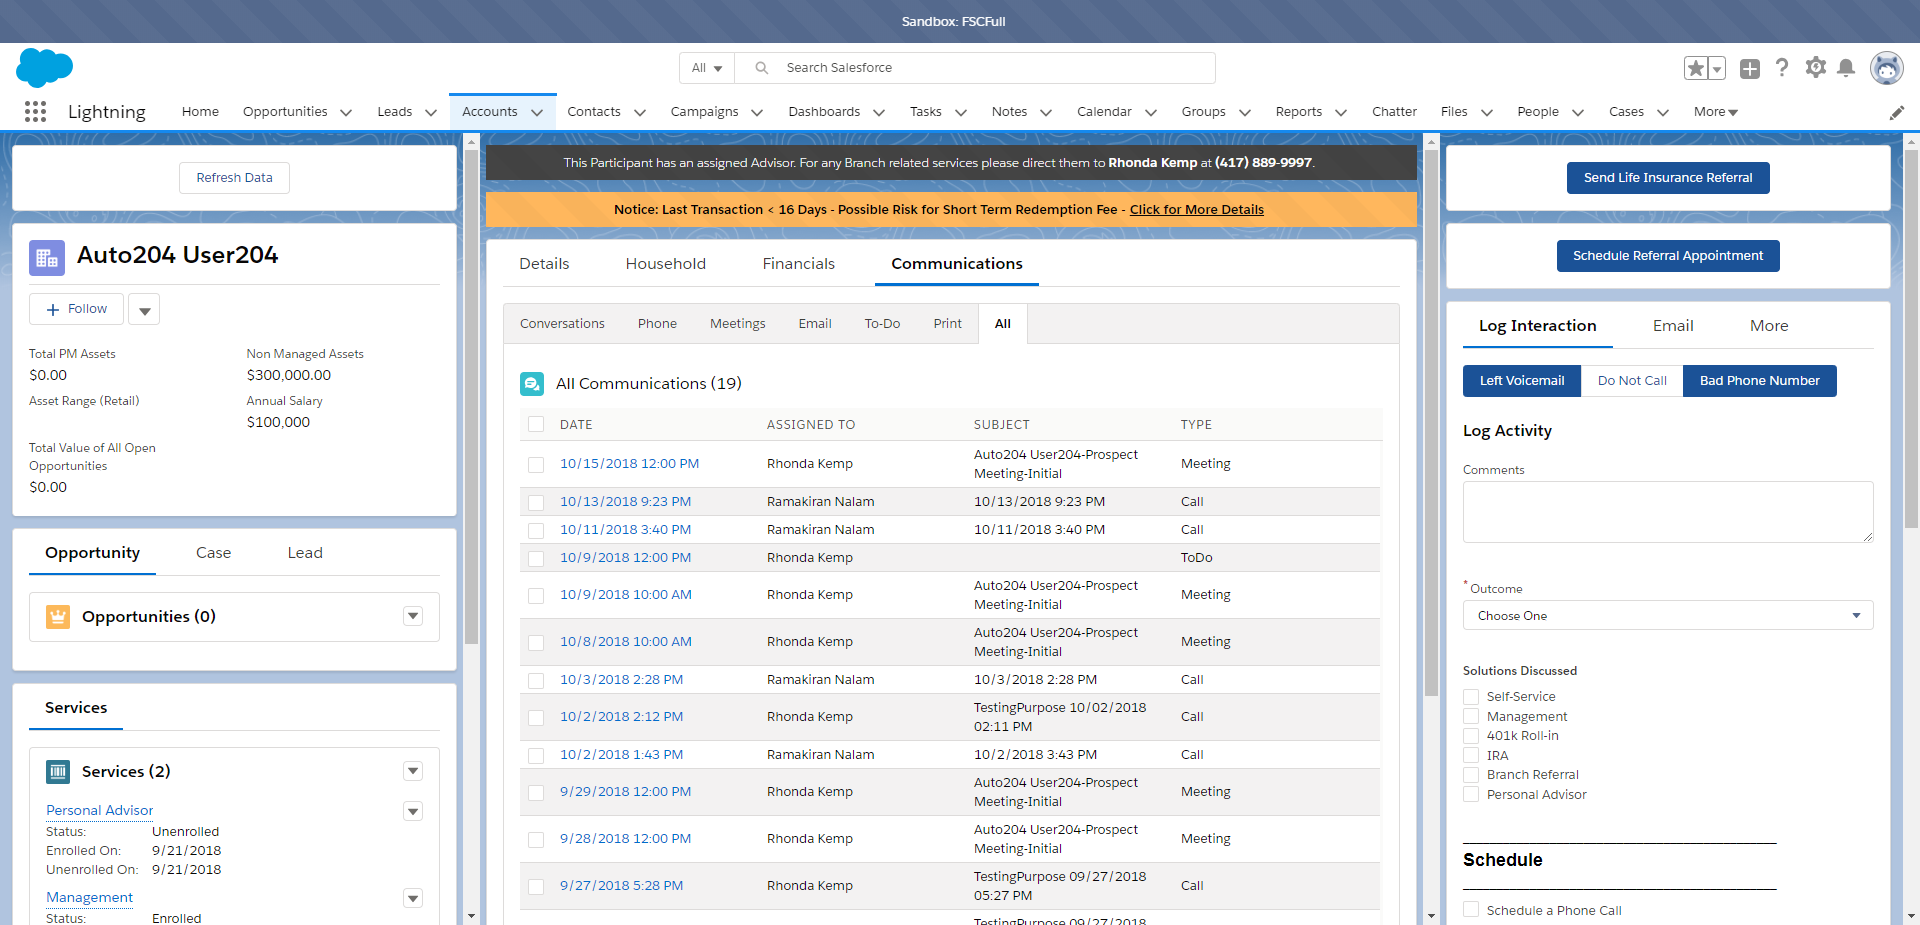 Sandbox: FSCFull
All
Search Salesforce
Lightning Home Opportunities Leads Accounts Contacts Campaigns Dashboards Tasks Notes Calendar Groups Reports Chatter Files People Cases More
Refresh Data
Auto204 User204
Follow
Total PM Assets Non Managed Assets
$0.00 $300,000.00
Asset Range (Retail) Annual Salary
$100,000
Total Value of All Open
Opportunities
$0.00
Opportunity Case Lead
Opportunities (0)
Services
Services (2)
Personal Advisor
Status: Unenrolled
Enrolled On: 9/21/2018
Unenrolled On: 9/21/2018
Management
Status: Enrolled
This Participant has an assigned Advisor. For any Branch related services please direct them to Rhonda Kemp at (417) 889-9997.
Notice: Last Transaction < 16 Days - Possible Risk for Short Term Redemption Fee - Click for More Details
Details Household Financials Communications
Conversations Phone Meetings Email To-Do Print All
All Communications (19)
DATE ASSIGNED TO SUBJECT TYPE
10/15/2018 12:00 PM Rhonda Kemp Auto204 User204-Prospect Meeting-Initial Meeting
10/13/2018 9:23 PM Ramakiran Nalam 10/13/2018 9:23 PM Call
10/11/2018 3:40 PM Ramakiran Nalam 10/11/2018 3:40 PM Call
10/9/2018 12:00 PM Rhonda Kemp ToDo
10/9/2018 10:00 AM Rhonda Kemp Auto204 User204-Prospect Meeting-Initial Meeting
10/8/2018 10:00 AM Rhonda Kemp Auto204 User204-Prospect Meeting-Initial Meeting
10/3/2018 2:28 PM Ramakiran Nalam 10/3/2018 2:28 PM Call
10/2/2018 2:12 PM Rhonda Kemp TestingPurpose 10/02/2018 02:11 PM Call
10/2/2018 1:43 PM Ramakiran Nalam 10/2/2018 3:43 PM Call
9/29/2018 12:00 PM Rhonda Kemp Auto204 User204-Prospect Meeting-Initial Meeting
9/28/2018 12:00 PM Rhonda Kemp Auto204 User204-Prospect Meeting-Initial Meeting
9/27/2018 5:28 PM Rhonda Kemp TestingPurpose 09/27/2018 05:27 PM Call
TestingPurpose 09/27/2018
Send Life Insurance Referral
Schedule Referral Appointment
Log Interaction Email More
Left Voicemail Do Not Call Bad Phone Number
Log Activity
Comments
* Outcome
Choose One
Solutions Discussed
Self-Service
Management
401k Roll-in
IRA
Branch Referral
Personal Advisor
Schedule
Schedule a Phone Call